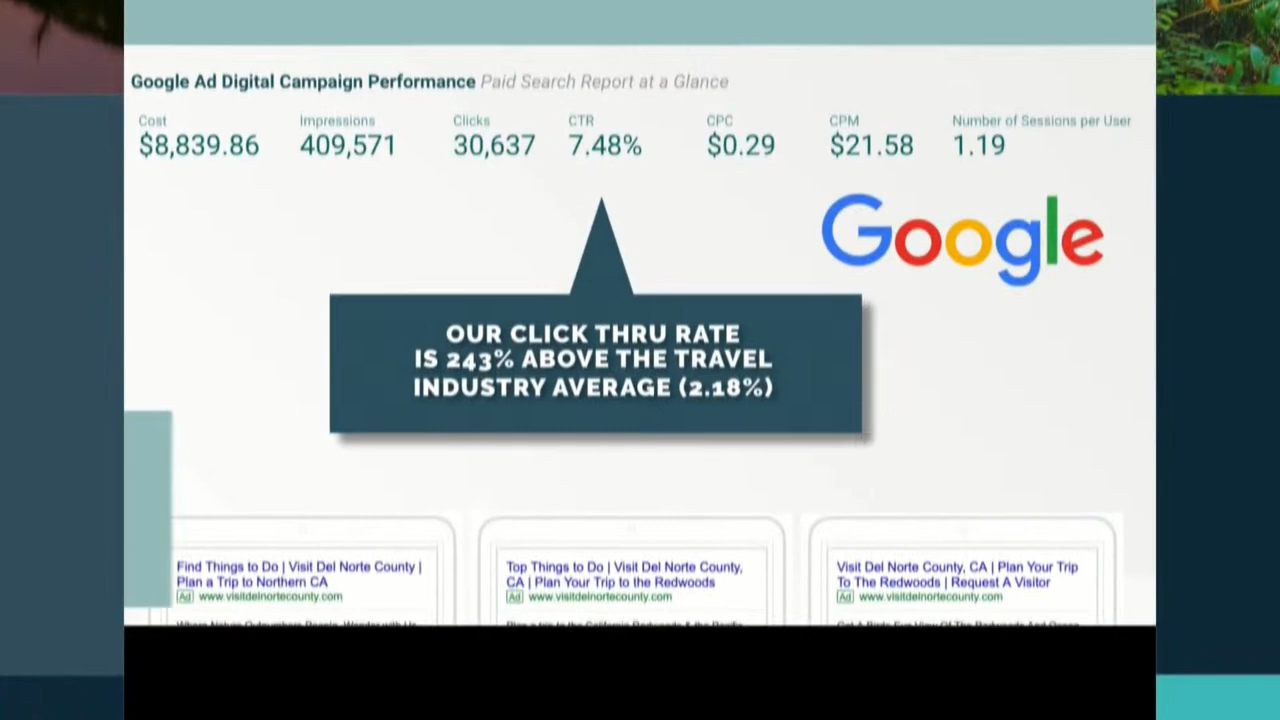 Google Ad Digital Campaign Performance Paid Search Report at a Glance
Cost Impressions Clicks CTR CPC CPM Number of Sessions per User
$8,839.86 409,571 30,637 7.48% $0.29 $21.58 1.19
Google
OUR CLICK THRU RATE
IS 243% ABOVE THE TRAVEL
INDUSTRY AVERAGE (2.18%)
Find Things to Do | Visit Del Norte County |
Plan a Trip to Northern CA
Ad www.visitdelnortecounty.com
Top Things to Do | Visit Del Norte County,
CA | Plan Your Trip to the Redwoods
Ad www.visitdelnortecounty.com
Visit Del Norte County, CA | Plan Your Trip
To The Redwoods | Request A Visitor
Ad www.visitdelnortecounty.com